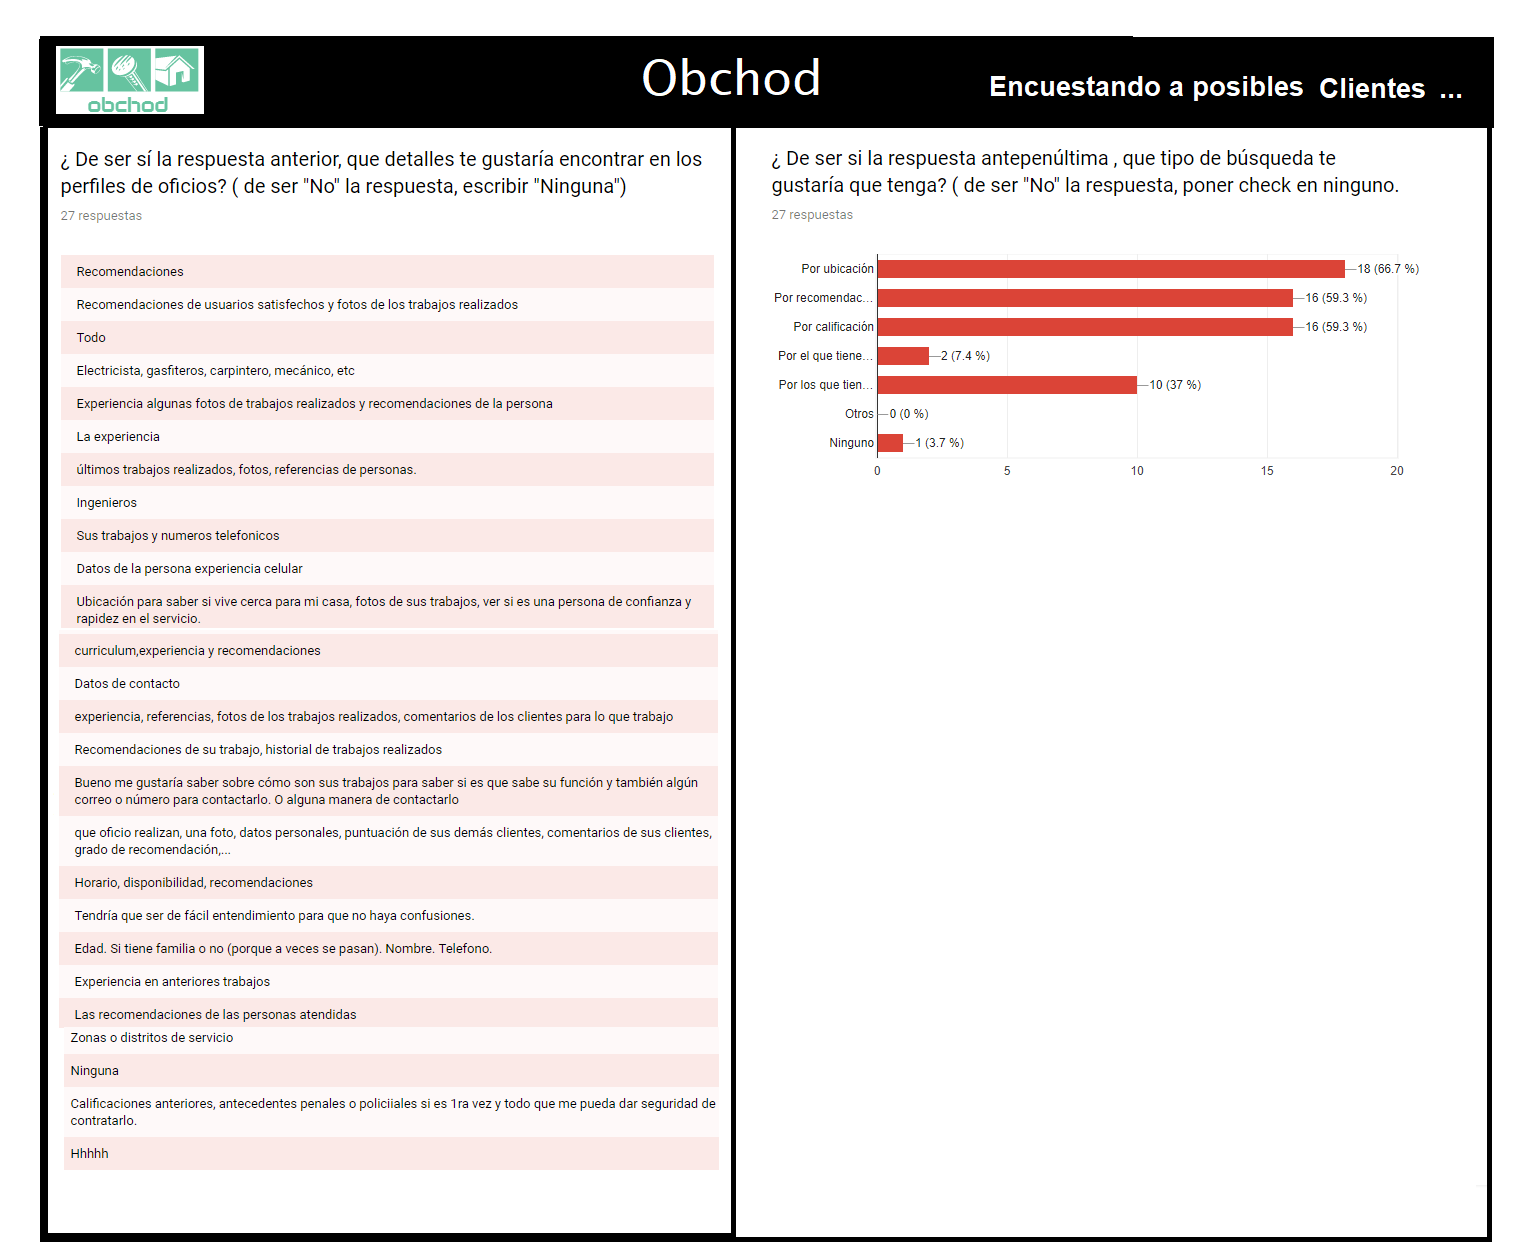 obchod
Obchod
Encuestando a posibles Clientes ...
¿ De ser sí la respuesta anterior, que detalles te gustaría encontrar en los
perfiles de oficios? ( de ser "No" la respuesta, escribir "Ninguna")
27 respuestas
Recomendaciones
Recomendaciones de usuarios satisfechos y fotos de los trabajos realizados
Todo
Electricista, gasfiteros, carpintero, mecánico, etc
Experiencia algunas fotos de trabajos realizados y recomendaciones de la persona
La experiencia
últimos trabajos realizados, fotos, referencias de personas.
Ingenieros
Sus trabajos y numeros telefonicos
Datos de la persona experiencia celular
Ubicación para saber si vive cerca para mi casa, fotos de sus trabajos, ver si es una persona de confianza y
rapidez en el servicio.
curriculum,experiencia y recomendaciones
Datos de contacto
experiencia, referencias, fotos de los trabajos realizados, comentarios de los clientes para lo que trabajo
Recomendaciones de su trabajo, historial de trabajos realizados
Bueno me gustaría saber sobre cómo son sus trabajos para saber si es que sabe su función y también algún
correo o número para contactarlo. O alguna manera de contactarlo
que oficio realizan, una foto, datos personales, puntuación de sus demás clientes, comentarios de sus clientes,
grado de recomendación,...
Horario, disponibilidad, recomendaciones
Tendría que ser de fácil entendimiento para que no haya confusiones.
Edad. Si tiene familia o no (porque a veces se pasan). Nombre. Telefono.
Experiencia en anteriores trabajos
Las recomendaciones de las personas atendidas
Zonas o distritos de servicio
Ninguna
Calificaciones anteriores, antecedentes penales o policiiales si es 1ra vez y todo que me pueda dar seguridad de
contratarlo.
Hhhhh
¿ De ser si la respuesta antepenúltima , que tipo de búsqueda te
gustaría que tenga? ( de ser "No" la respuesta, poner check en ninguno.
27 respuestas
Por ubicación 18 (66.7 %)
Por recomendac... 16 (59.3 %)
Por calificación 16 (59.3 %)
Por el que tiene... 2 (7.4 %)
Por los que tien... 10 (37 %)
Otros 0 (0 %)
Ninguno 1 (3.7 %)
0 5 10 15 20